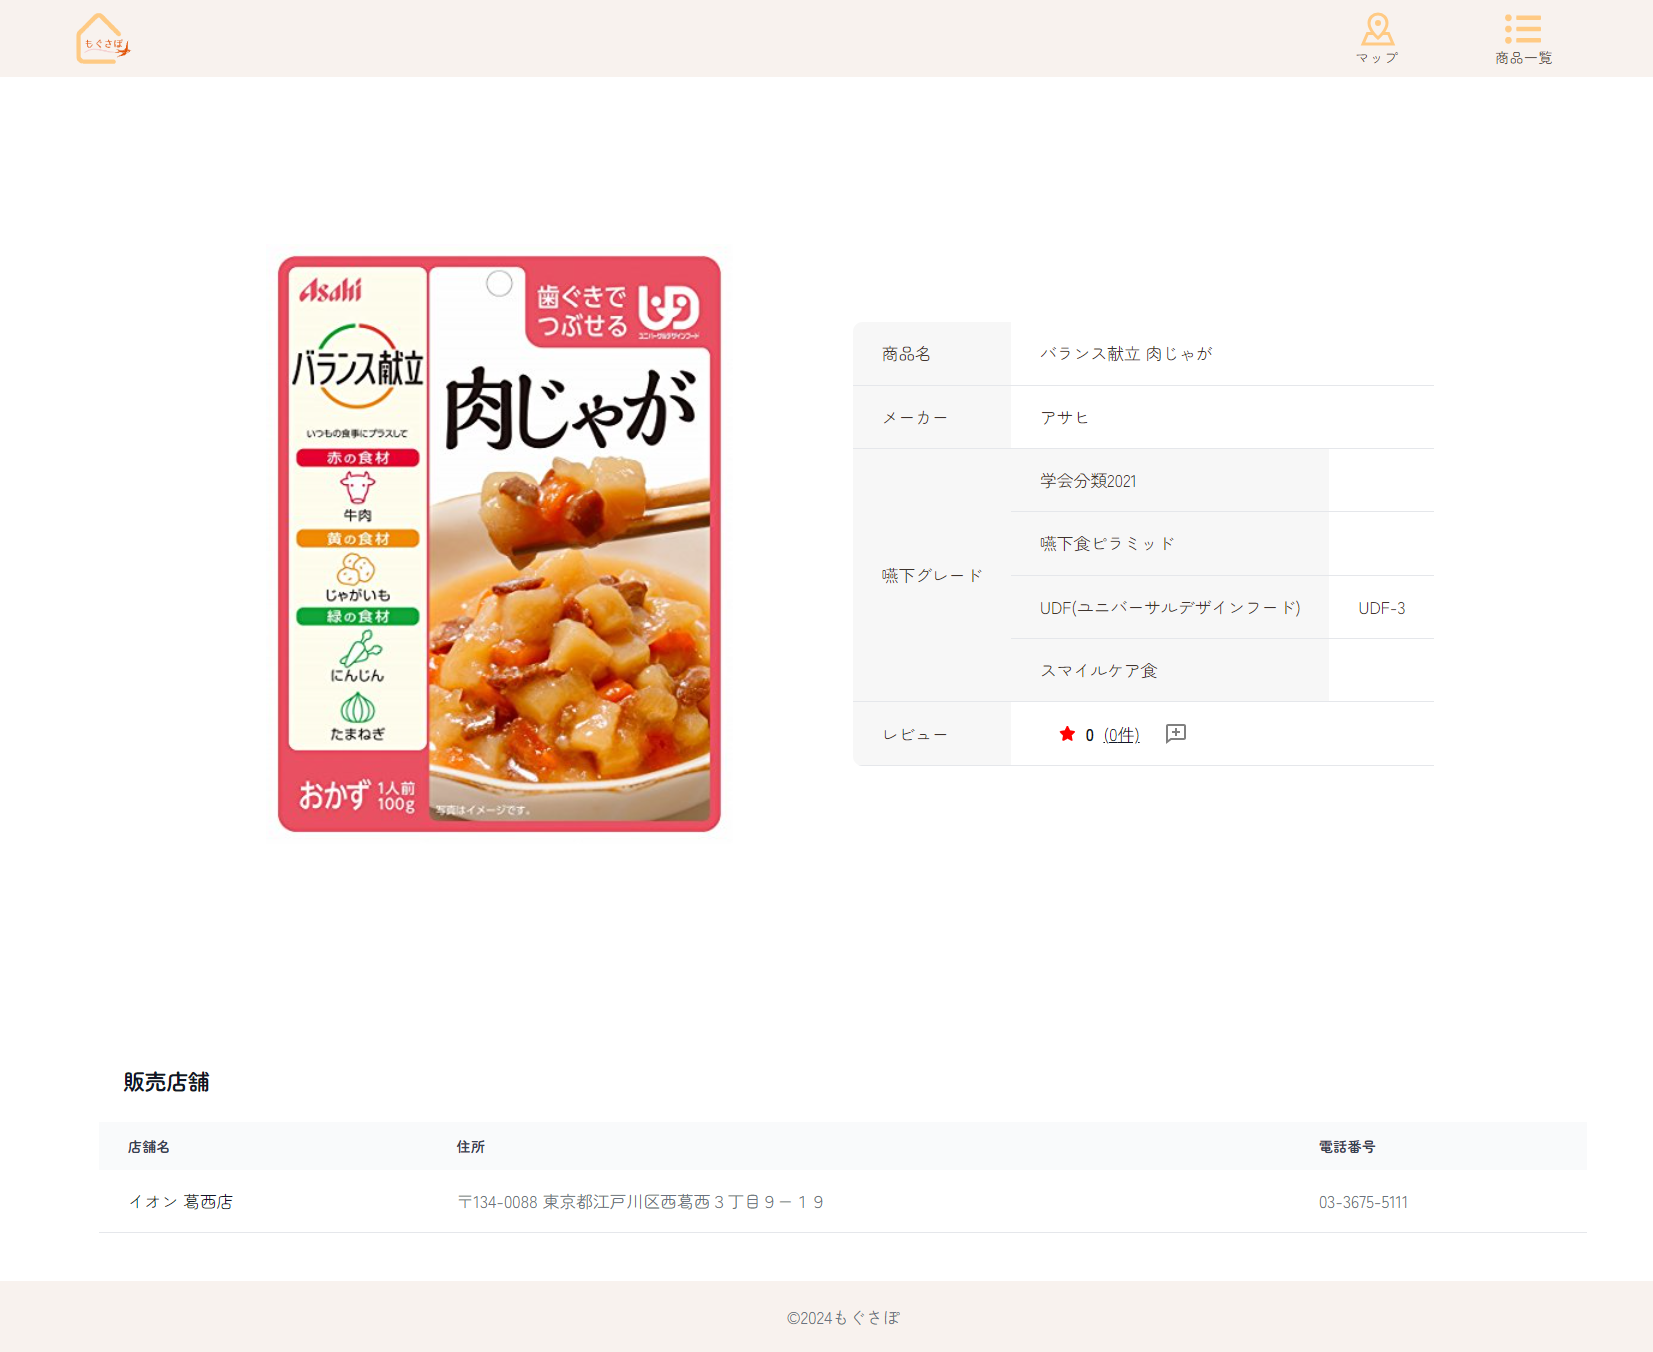 もぐさぽ
マップ
商品一覧
Asahi
バランス献立
いつもの食事にプラスして
赤の食材
牛肉
黄の食材
じゃがいも
緑の食材
にんじん
たまねぎ
おかず 1人前
100g
歯ぐきで
つぶせる
ユニバーサルデザインフード
肉じゃが
写真はイメージです。
商品名 バランス献立 肉じゃが
メーカー アサヒ
嚥下グレード
学会分類2021
嚥下食ピラミッド
UDF(ユニバーサルデザインフード) UDF-3
スマイルケア食
レビュー 0 (0件)
販売店舗
店舗名 住所 電話番号
イオン 葛西店 〒134-0088 東京都江戸川区西葛西３丁目９−１９ 03-3675-5111
©2024もぐさぽ